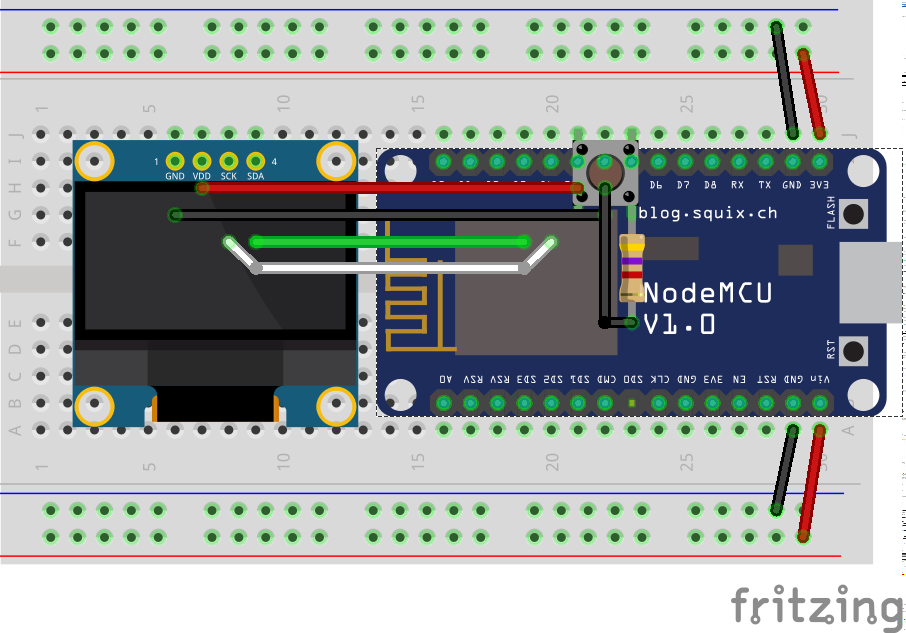 1 5 10 15 20 25 30
J J
1 4
GND VDD SCK SDA
D6 D7 D8 RX TX GND 3V3
I
H
G
F
blog.squix.ch
FLASH
NodeMCU
V1.0
E
D
C
B
A A
RST
A0 RSV RSV SD3 SD2 SD1 CMD SD0 CLK GND 3V3 EN RST GND Vin
1 5 10 15 20 25 30
fritzing